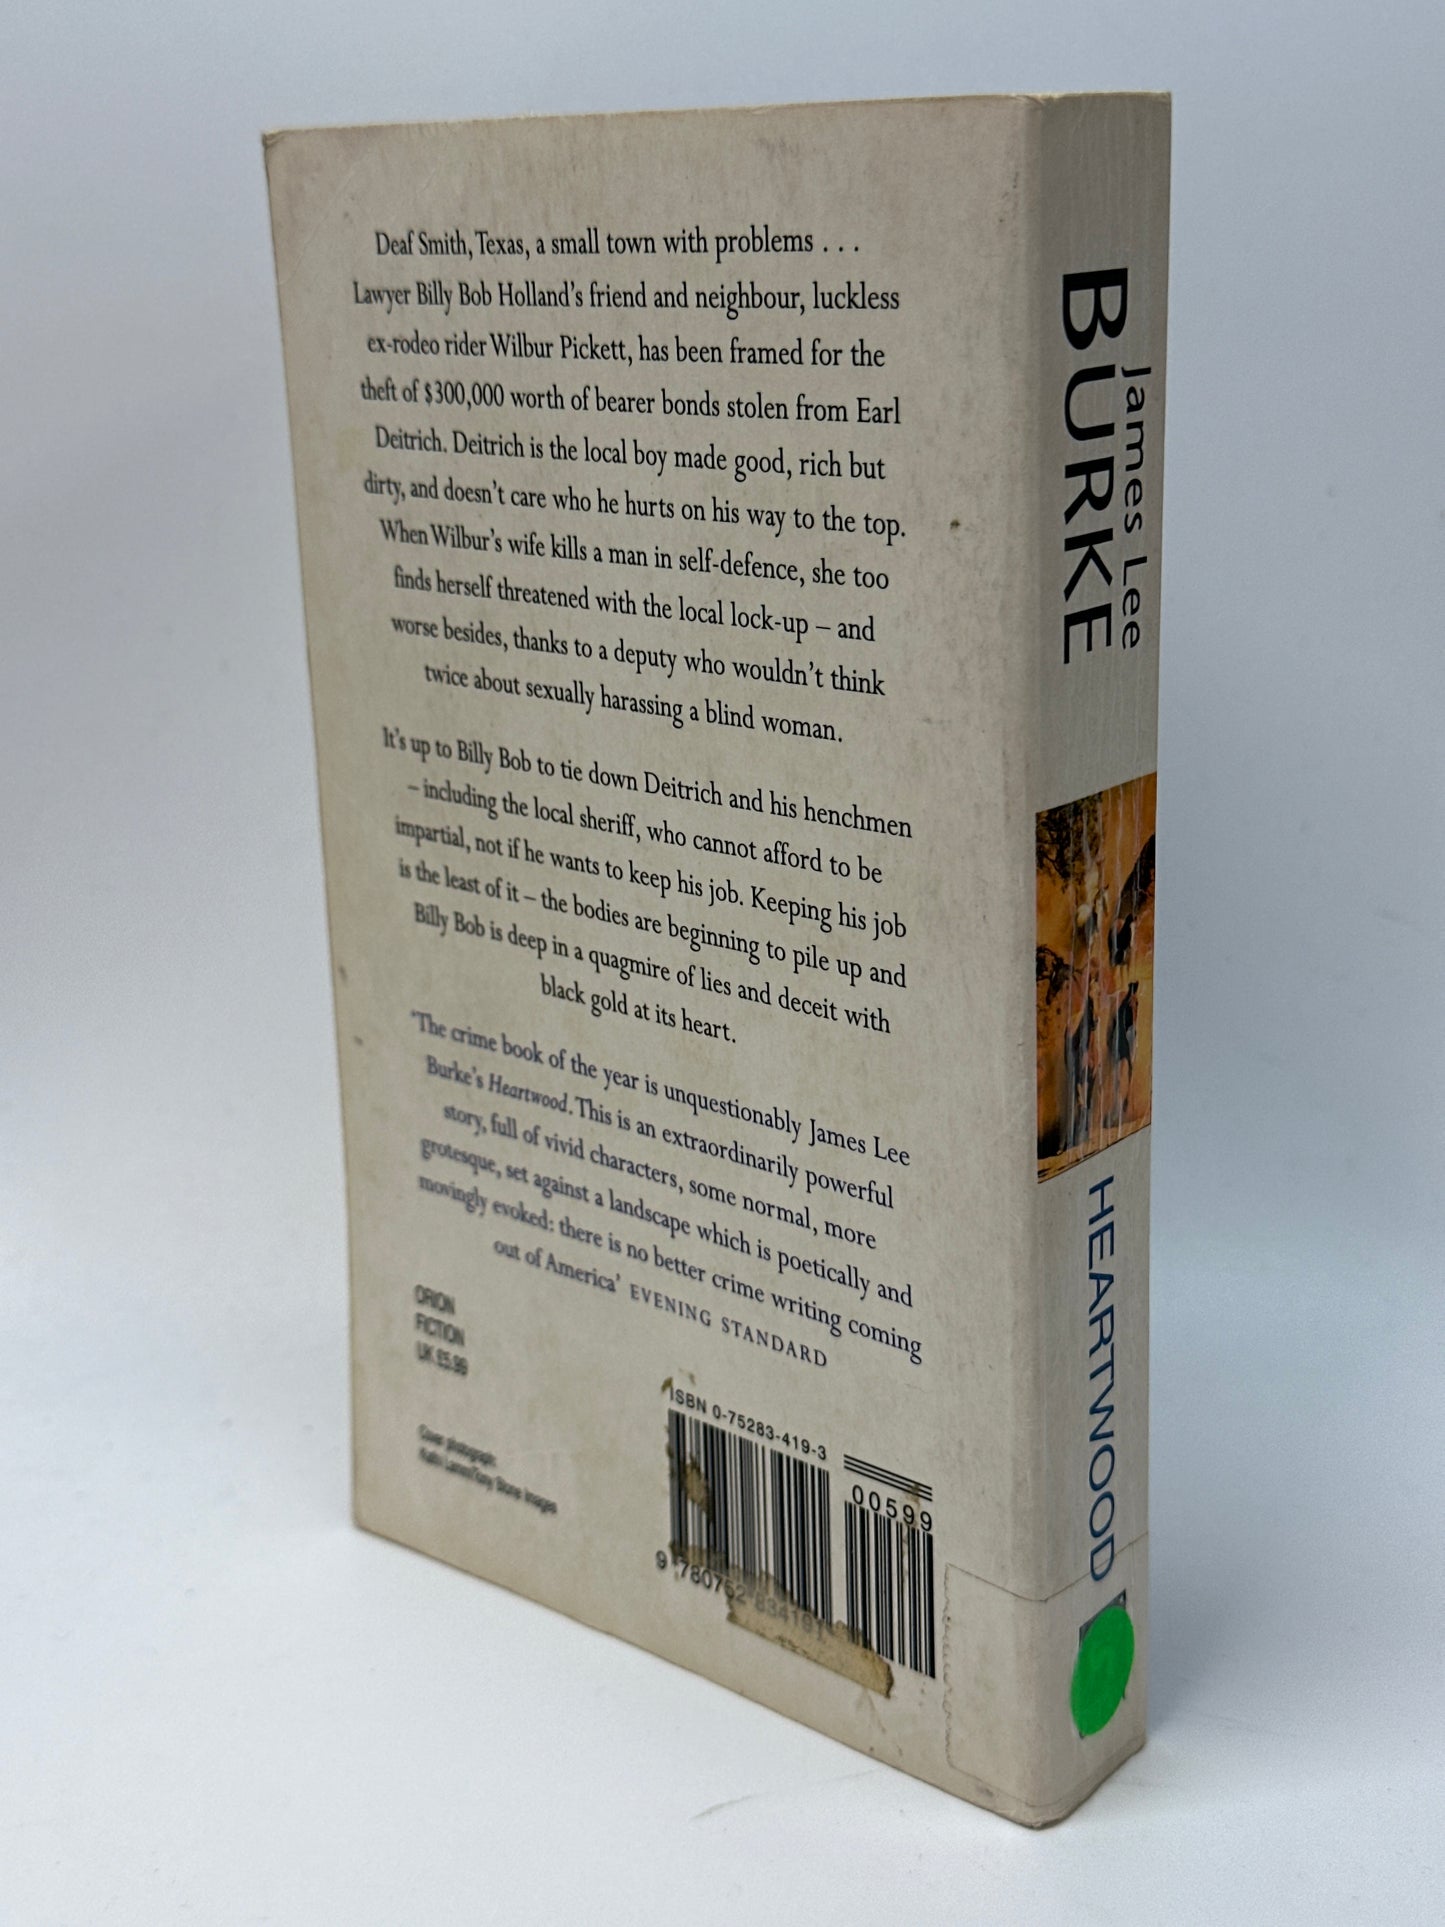 Deaf Smith, Texas, a small town with problems . . .
Lawyer Billy Bob Holland's friend and neighbour, luckless
ex-rodeo rider Wilbur Pickett, has been framed for the
theft of $300,000 worth of bearer bonds stolen from Earl
Deitrich. Deitrich is the local boy made good, rich but
dirty, and doesn't care who he hurts on his way to the top.
When Wilbur's wife kills a man in self-defence, she too
finds herself threatened with the local lock-up – and
worse besides, thanks to a deputy who wouldn't think
twice about sexually harassing a blind woman.
It's up to Billy Bob to tie down Deitrich and his henchmen
– including the local sheriff, who cannot afford to be
impartial, not if he wants to keep his job. Keeping his job
is the least of it – the bodies are beginning to pile up and
Billy Bob is deep in a quagmire of lies and deceit with
black gold at its heart.
'The crime book of the year is unquestionably James Lee
Burke's Heartwood. This is an extraordinarily powerful
story, full of vivid characters, some normal, more
grotesque, set against a landscape which is poetically and
movingly evoked: there is no better crime writing coming
out of America' EVENING STANDARD
ORION
FICTION
UK £5.99
Cover photograph:
Images
ISBN 0-75283-419-3
00599
9 780752 834191
James Lee
BURKE
HEARTWOOD